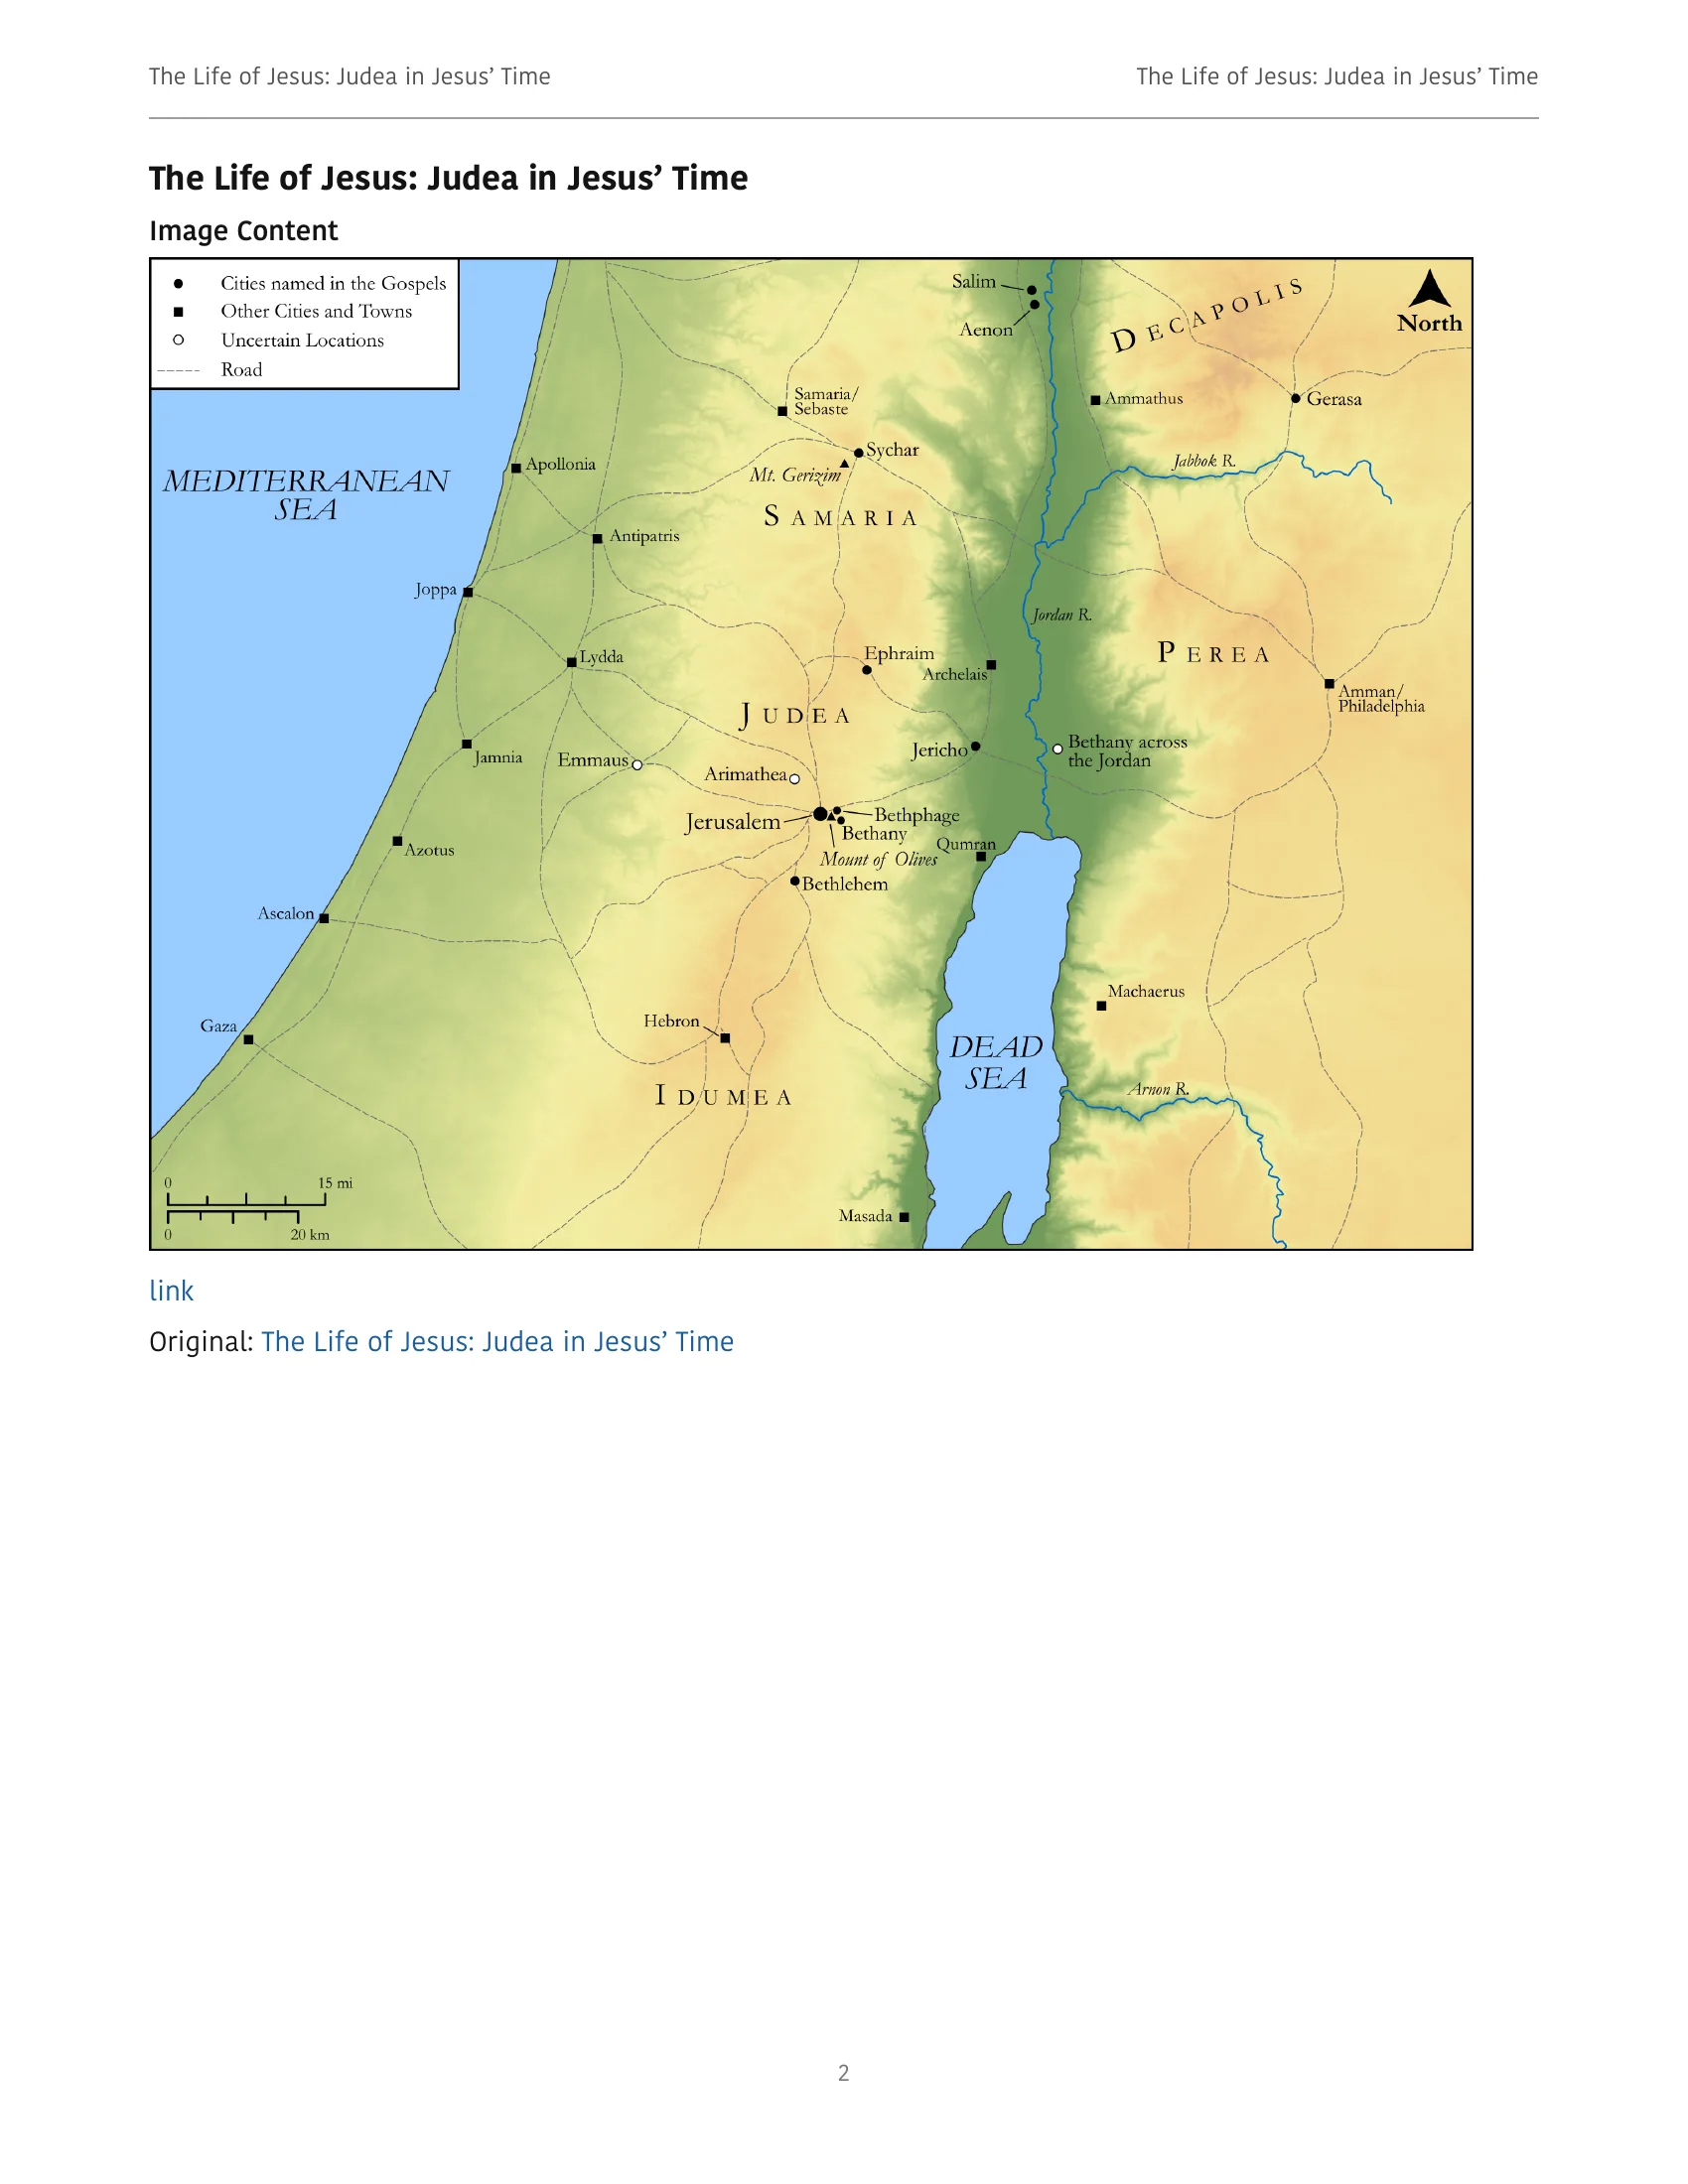 The Life of Jesus: Judea in Jesus’ Time
The Life of Jesus: Judea in Jesus’ Time
The Life of Jesus: Judea in Jesus’ Time
Image Content
Cities named in the Gospels
Other Cities and Towns
Uncertain Locations
Road
North
Salim
Aenon
DECAPOLIS
Samaria/
Sebaste
Ammathus
Gerasa
Sychar
Mt. Gerizim
Jabbok R.
Apollonia
MEDITERRANEAN
SEA
SAMARIA
Antipatris
Joppa
Jordan R.
Lydda
Ephraim
Archelais
PEREA
Amman/
Philadelphia
JUDEA
Jamnia
Emmaus
Arimathea
Jericho
Bethany across
the Jordan
Jerusalem
Bethphage
Bethany
Mount of Olives
Qumran
Azotus
Bethlehem
Ascalon
Machaerus
Gaza
Hebron
DEAD
SEA
IDUMEA
Arnon R.
0
15 mi
0
20 km
Masada
link
Original: The Life of Jesus: Judea in Jesus’ Time
2